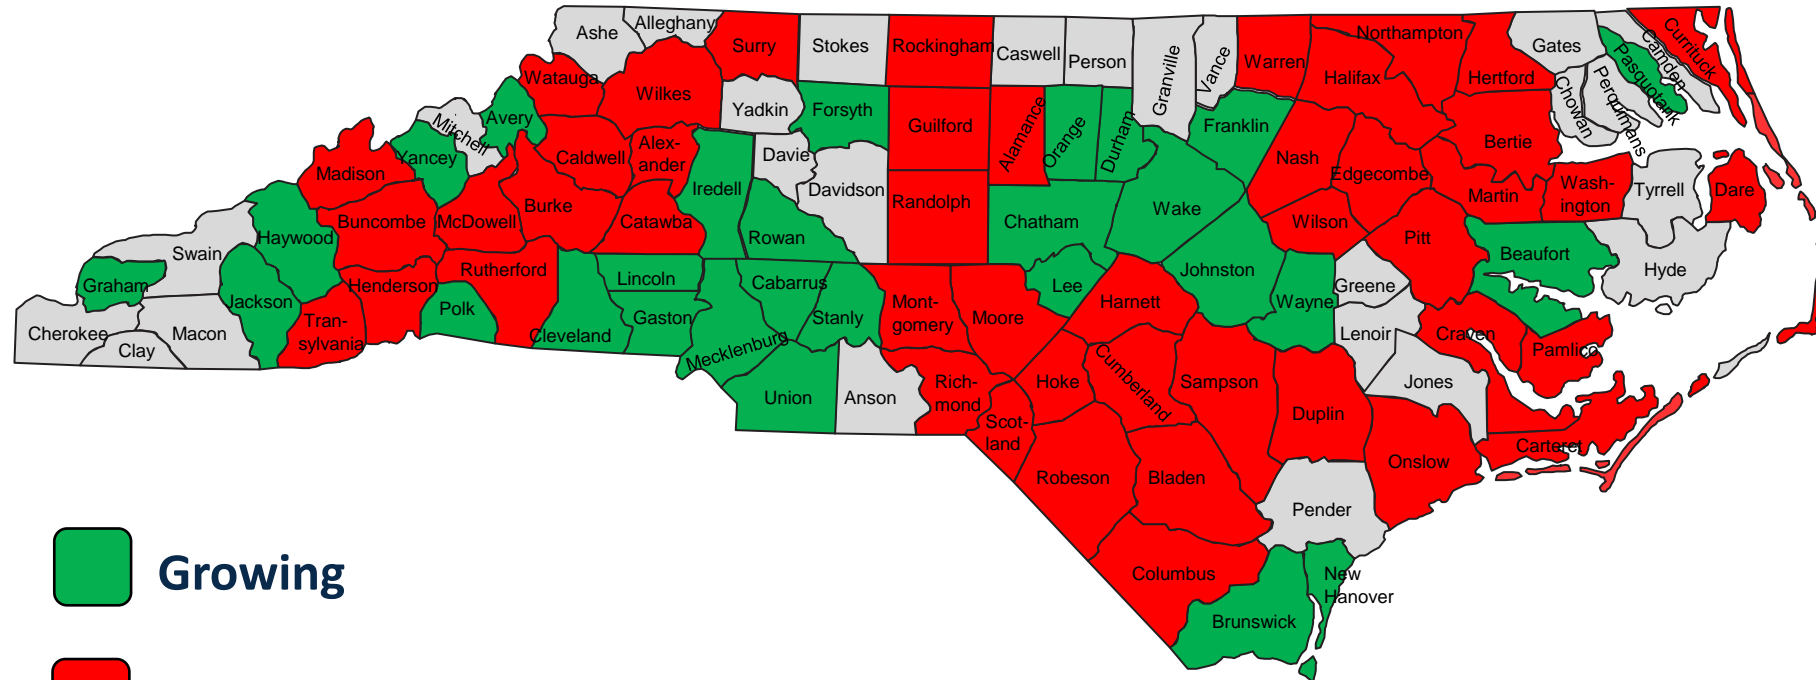 Ashe
Alleghany
Surry
Stokes
Rockingham
Caswell
Person
Granville
Vance
Warren
Northampton
Halifax
Hertford
Gates
Camden
Currituck
Pasquotank
Perquimens
Chowan
Watauga
Wilkes
Yadkin
Forsyth
Guilford
Alamance
Orange
Durham
Franklin
Nash
Edgecombe
Bertie
Martin
Wash-
ington
Tyrrell
Dare
Avery
Mitchell
Yancey
Madison
Caldwell
Alex-
ander
Iredell
Davie
Davidson
Randolph
Chatham
Wake
Wilson
Pitt
Beaufort
Hyde
Haywood
Buncombe
McDowell
Burke
Catawba
Rowan
Swain
Graham
Jackson
Henderson
Rutherford
Lincoln
Cabarrus
Lee
Johnston
Wayne
Greene
Cherokee
Clay
Macon
Tran-
sylvania
Polk
Cleveland
Gaston
Mecklenburg
Stanly
Mont-
gomery
Moore
Harnett
Lenoir
Craven
Pamlico
Union
Anson
Rich-
mond
Scot-
land
Hoke
Cumberland
Sampson
Duplin
Jones
Onslow
Carteret
Robeson
Bladen
Pender
Columbus
Brunswick
New
Hanover
Growing